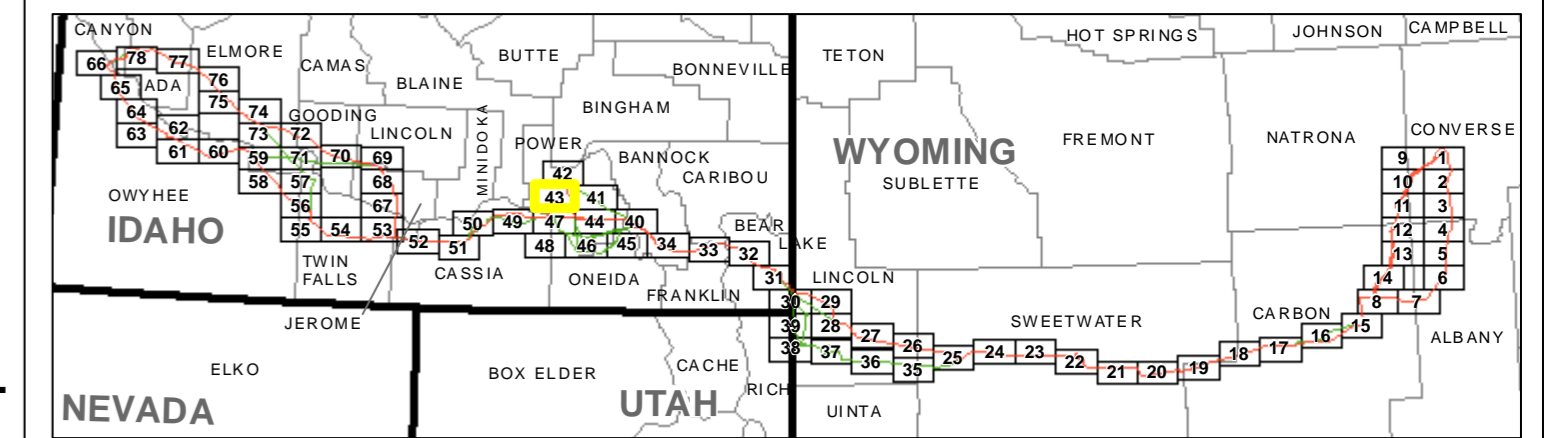 CANYON
HOT SPRINGS
JOHNSON
CAMPBELL
ELMORE
BUTTE
TETON
66 78 77
CAMAS
BONNEVILLE
65 ADA 76
BLAINE
75
BINGHAM
64 74
GOODING
MINIDOKA
63 62 73 72
LINCOLN
WYOMING
FREMONT
NATRONA
CONVERSE
POWER
61 60 59 71 70 69
BANNOCK
9 1
58 57 68
42
CARIBOU
SUBLETTE
10 2
OWYHEE
56 67
43 41
11 3
IDAHO
55 54 53
50 49 47 44 40
BEAR LAKE
12 4
52 51
48 46 45 34 33 32
13 5
TWIN FALLS
CASSIA
ONEIDA
31
LINCOLN
14 6
FRANKLIN
30 29
8 7
JEROME
39 28 27
SWEETWATER
CARBON
16 15
ALBANY
38 37 36 26 25 24 23 22 21 20 19 18 17
35
ELKO
BOX ELDER
CACHE
RICH
NEVADA
UTAH
UINTA